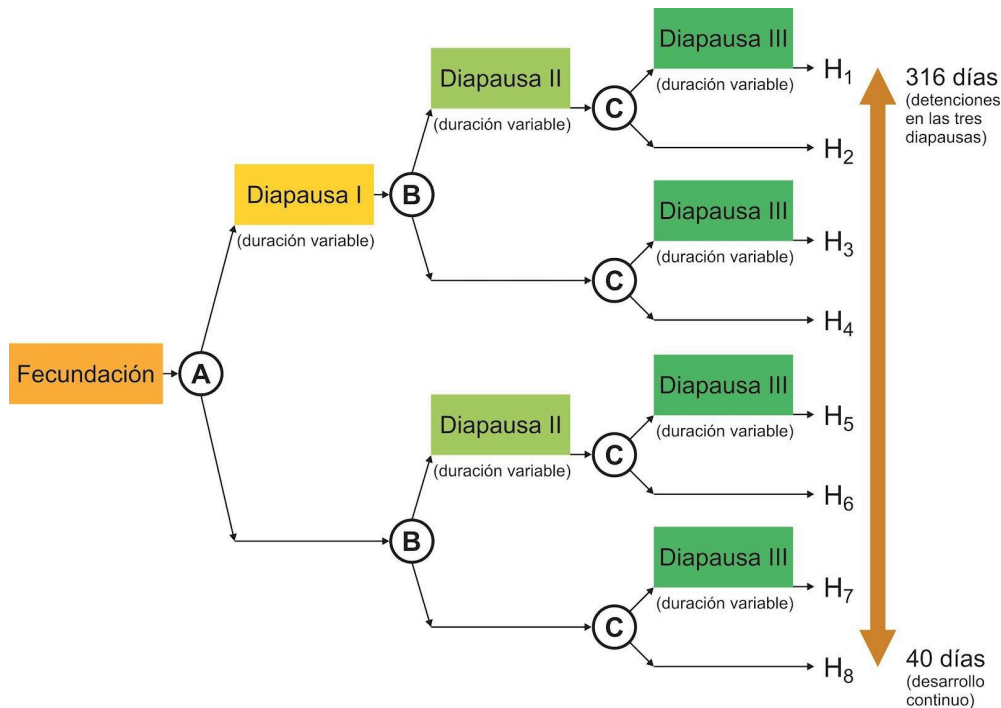 Diapausa III
(duración variable)
H1
316 días
(detenciones
en las tres
diapausas)
Diapausa II
(duración variable)
C
H2
Diapausa I
(duración variable)
B
Diapausa III
(duración variable)
H3
C
H4
Fecundación
A
Diapausa III
(duración variable)
H5
Diapausa II
(duración variable)
C
H6
B
Diapausa III
(duración variable)
H7
C
H8
40 días
(desarrollo
continuo)